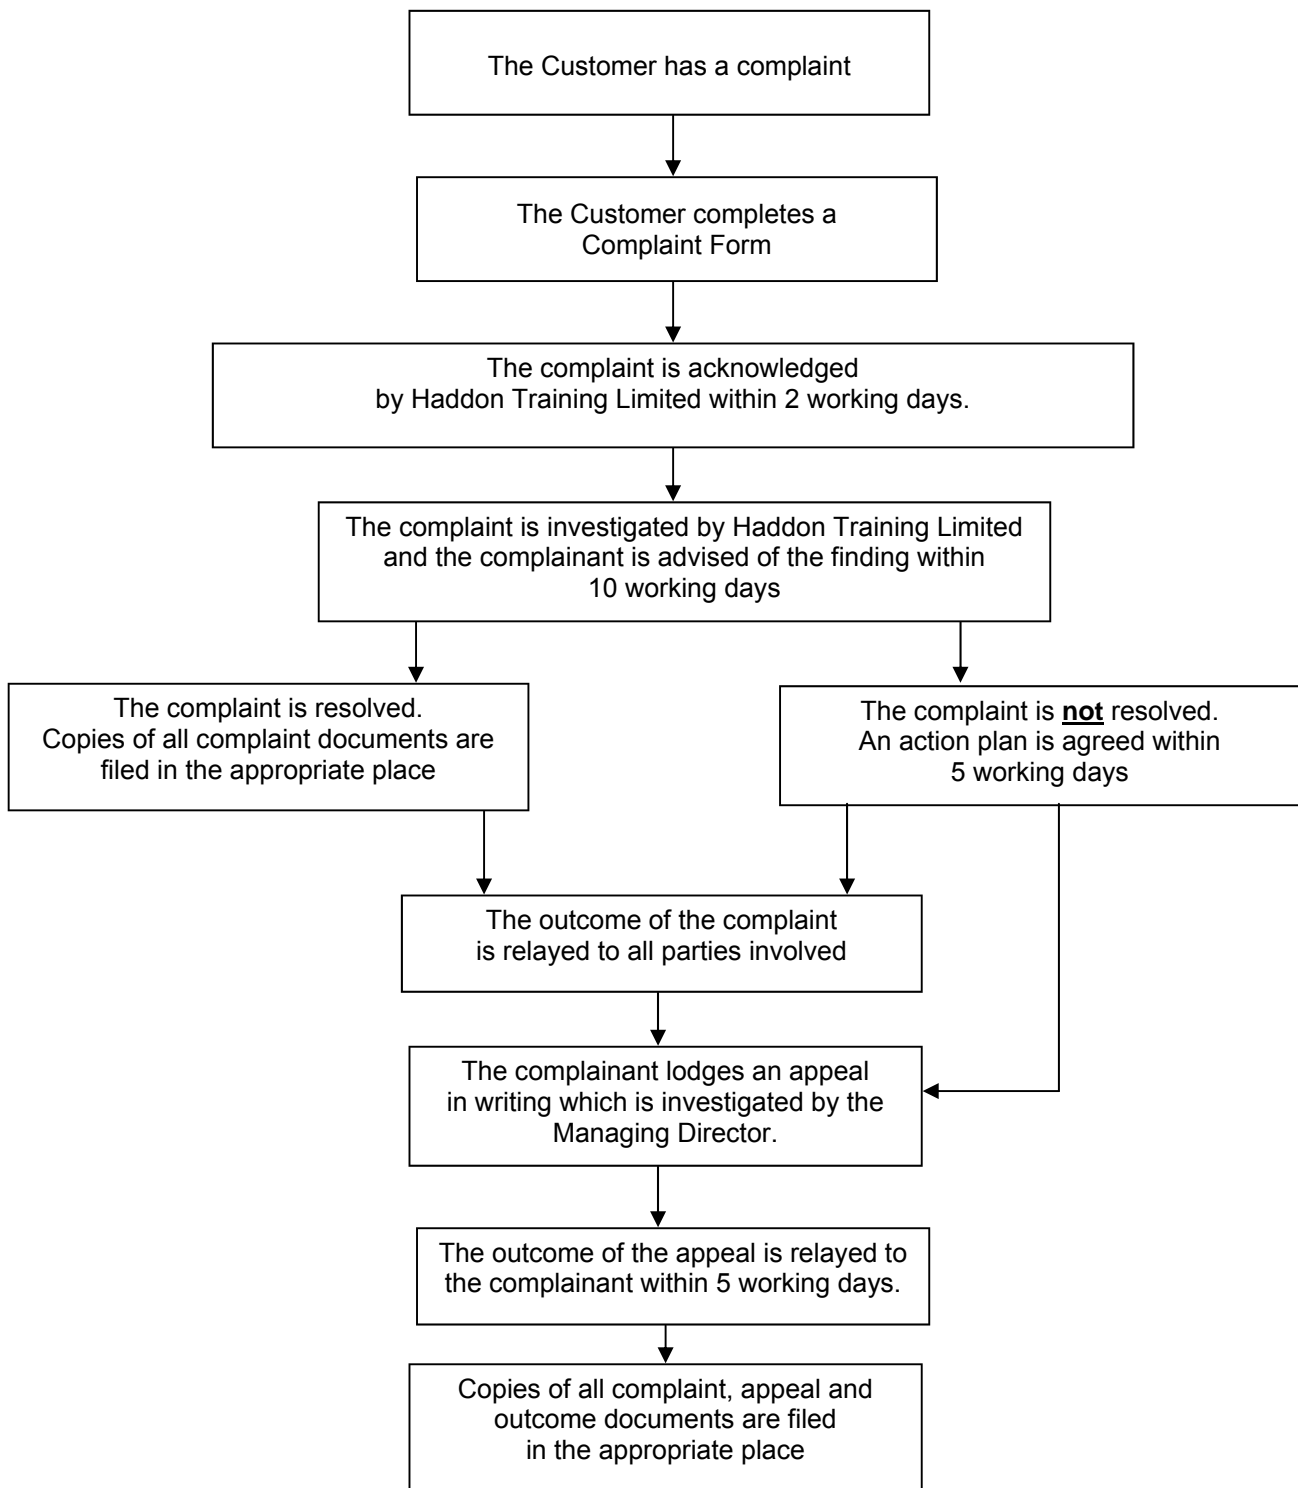 The Customer has a complaint
The Customer completes a
Complaint Form
The complaint is acknowledged
by Haddon Training Limited within 2 working days.
The complaint is investigated by Haddon Training Limited
and the complainant is advised of the finding within
10 working days
The complaint is resolved.
Copies of all complaint documents are
filed in the appropriate place
The complaint is not resolved.
An action plan is agreed within
5 working days
The outcome of the complaint
is relayed to all parties involved
The complainant lodges an appeal
in writing which is investigated by the
Managing Director.
The outcome of the appeal is relayed to
the complainant within 5 working days.
Copies of all complaint, appeal and
outcome documents are filed
in the appropriate place